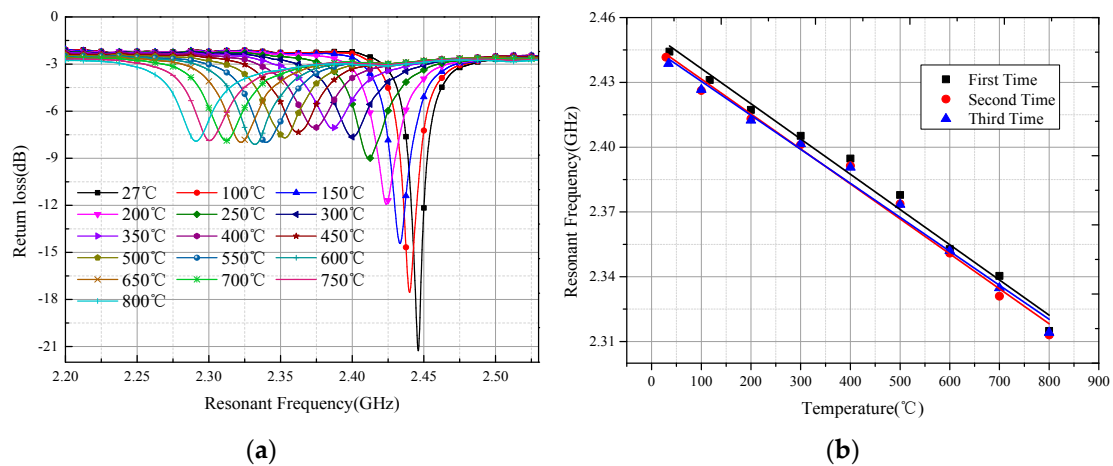 0
-3
-6
-9
-12
-15
-18
-21
Return loss(dB)
27℃ 100℃ 150℃
200℃ 250℃ 300℃
350℃ 400℃ 450℃
500℃ 550℃ 600℃
650℃ 700℃ 750℃
800℃
2.20 2.25 2.30 2.35 2.40 2.45 2.50
Resonant Frequency(GHz)
(a)
2.46
2.43
2.40
2.37
2.34
2.31
Resonant Frequency(GHz)
First Time
Second Time
Third Time
0 100 200 300 400 500 600 700 800 900
Temperature(℃)
(b)